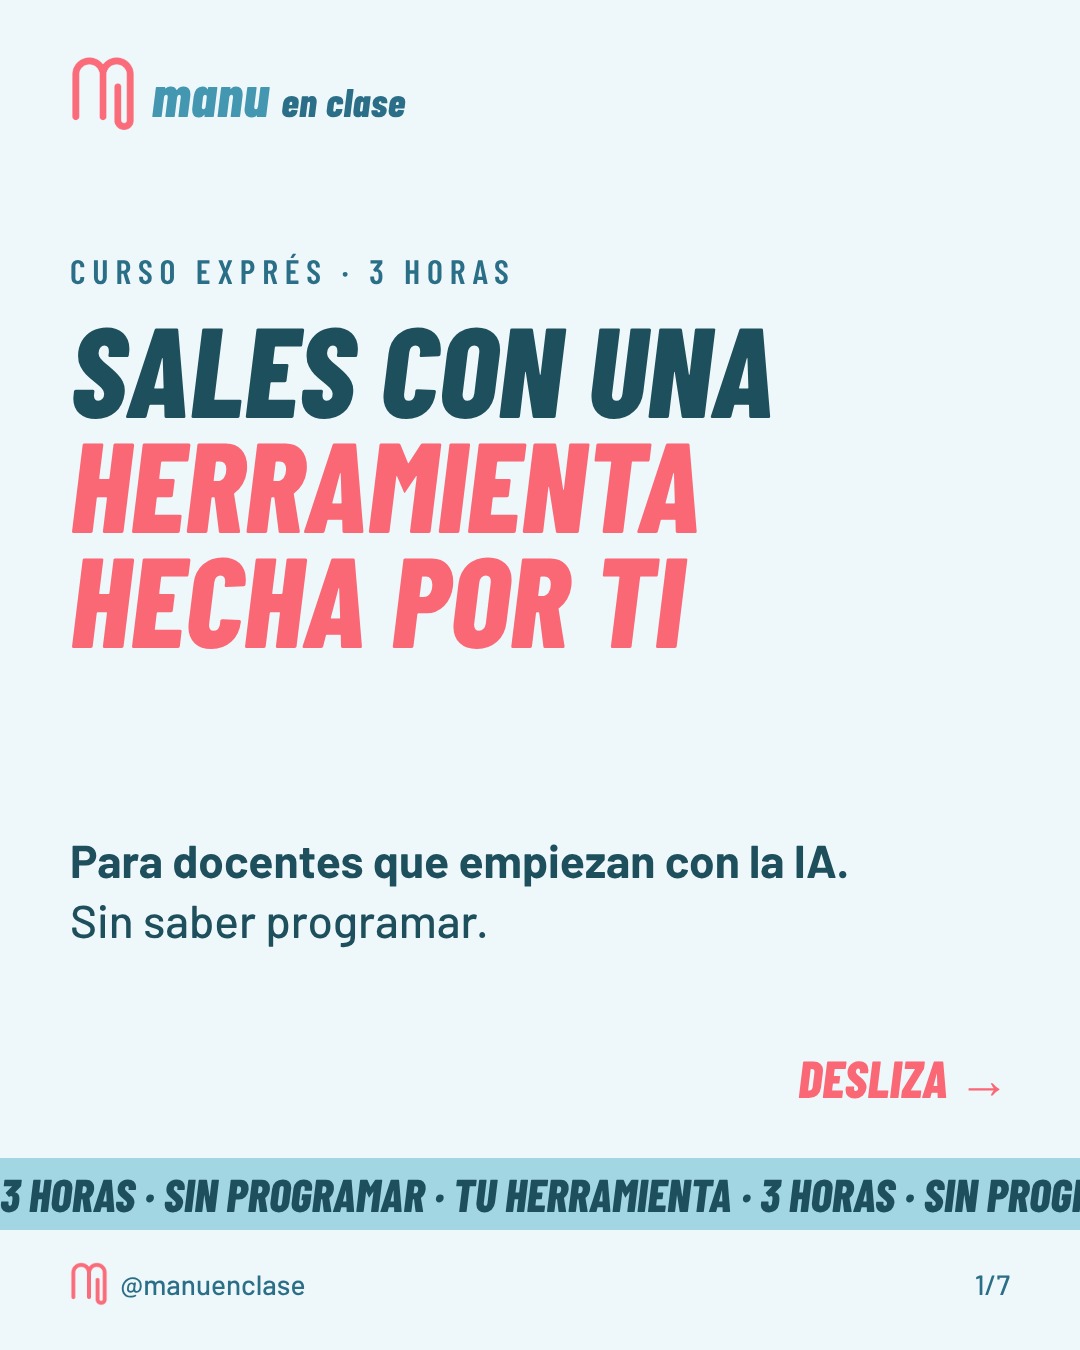 manu en clase
CURSO EXPRÉS · 3 HORAS
SALES CON UNA
HERRAMIENTA
HECHA POR TI
Para docentes que empiezan con la IA.
Sin saber programar.
DESLIZA →
3 HORAS · SIN PROGRAMAR · TU HERRAMIENTA · 3 HORAS · SIN PROG
@manuenclase
1/7